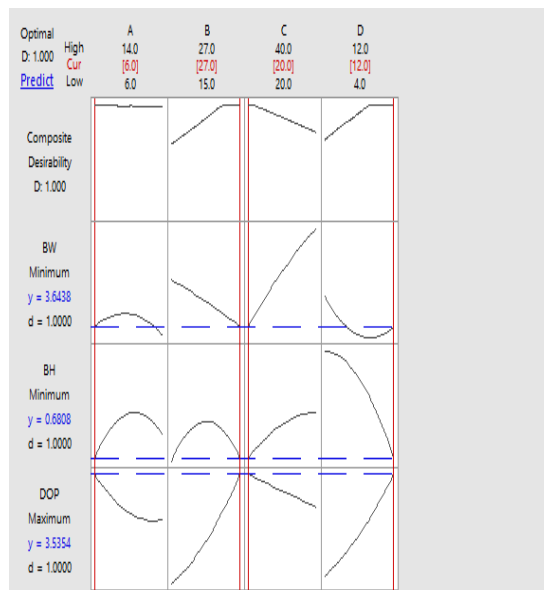 Optimal
D: 1.000
Predict
High
Cur
Low
A
14.0
[6.0]
6.0
B
27.0
[27.0]
15.0
C
40.0
[20.0]
20.0
D
12.0
[12.0]
4.0
Composite
Desirability
D: 1.000
BW
Minimum
y = 3.6438
d = 1.0000
BH
Minimum
y = 0.6808
d = 1.0000
DOP
Maximum
y = 3.5354
d = 1.0000